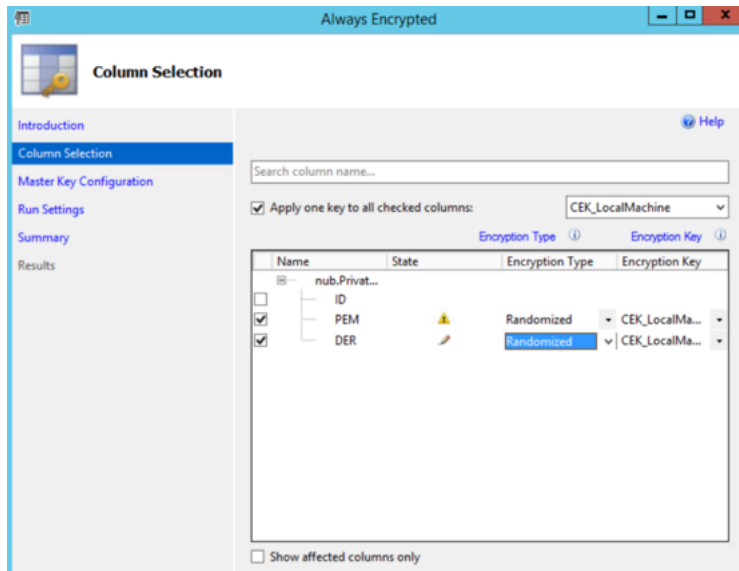 Always Encrypted
Column Selection
Introduction
Help
Column Selection
Search column name...
Master Key Configuration
Apply one key to all checked columns: CEK_LocalMachine
Run Settings
Encryption Type Encryption Key
Summary
Name State Encryption Type Encryption Key
Results
nub.Privat...
ID
PEM Randomized CEK_LocalMa...
DER Randomized CEK_LocalMa...
Show affected columns only